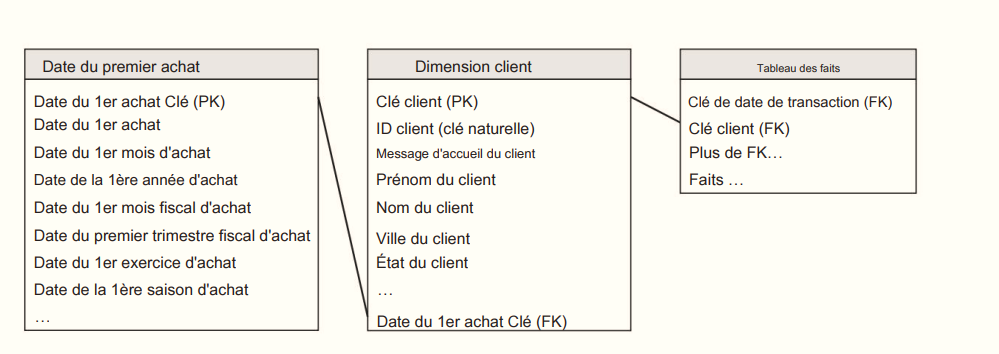 Date du premier achat
Date du 1er achat Clé (PK)
Date du 1er achat
Date du 1er mois d'achat
Date de la 1ère année d'achat
Date du 1er mois fiscal d'achat
Date du premier trimestre fiscal d'achat
Date du 1er exercice d'achat
Date de la 1ère saison d'achat
…
Dimension client
Clé client (PK)
ID client (clé naturelle)
Message d'accueil du client
Prénom du client
Nom du client
Ville du client
État du client
…
Date du 1er achat Clé (FK)
Tableau des faits
Clé de date de transaction (FK)
Clé client (FK)
Plus de FK…
Faits …